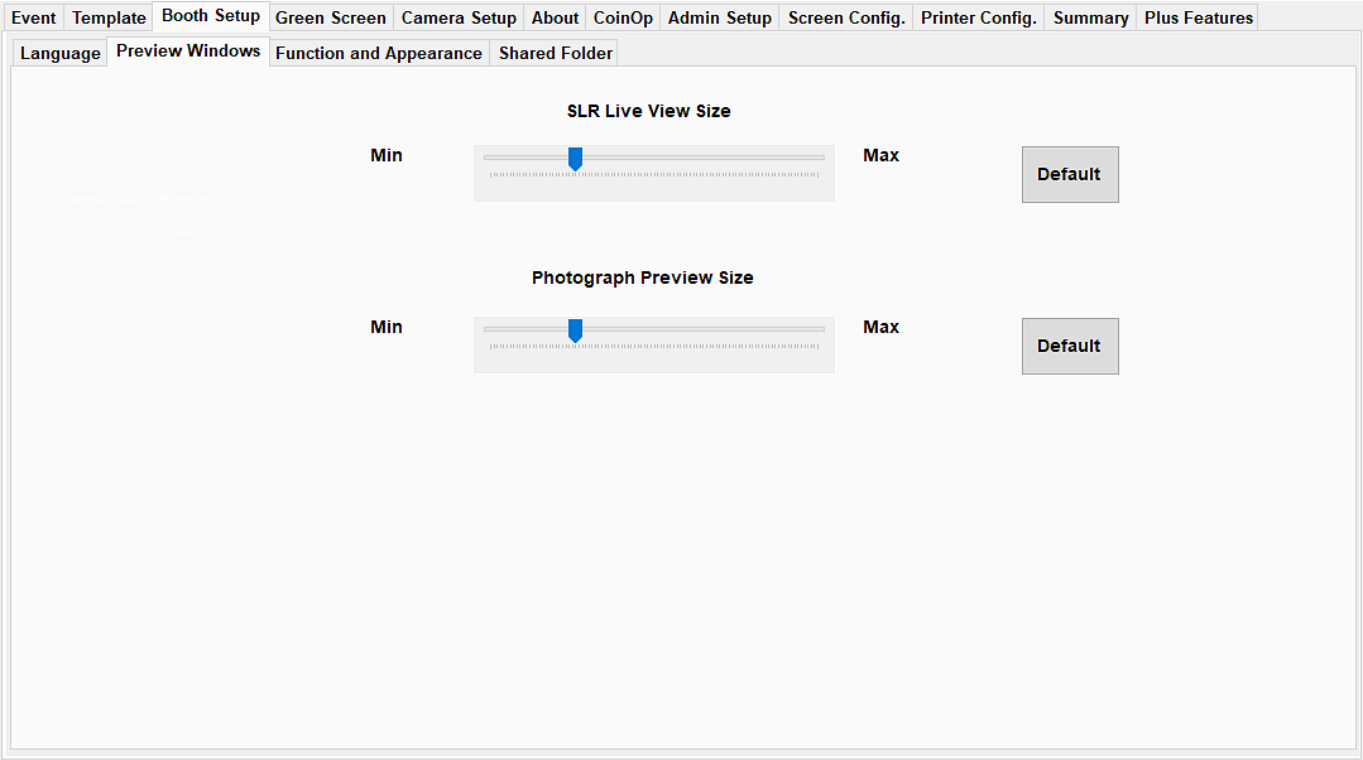 Event Template Booth Setup Green Screen Camera Setup About CoinOp Admin Setup Screen Config. Printer Config. Summary Plus Features
Language Preview Windows Function and Appearance Shared Folder
SLR Live View Size
Min Max Default
Photograph Preview Size
Min Max Default